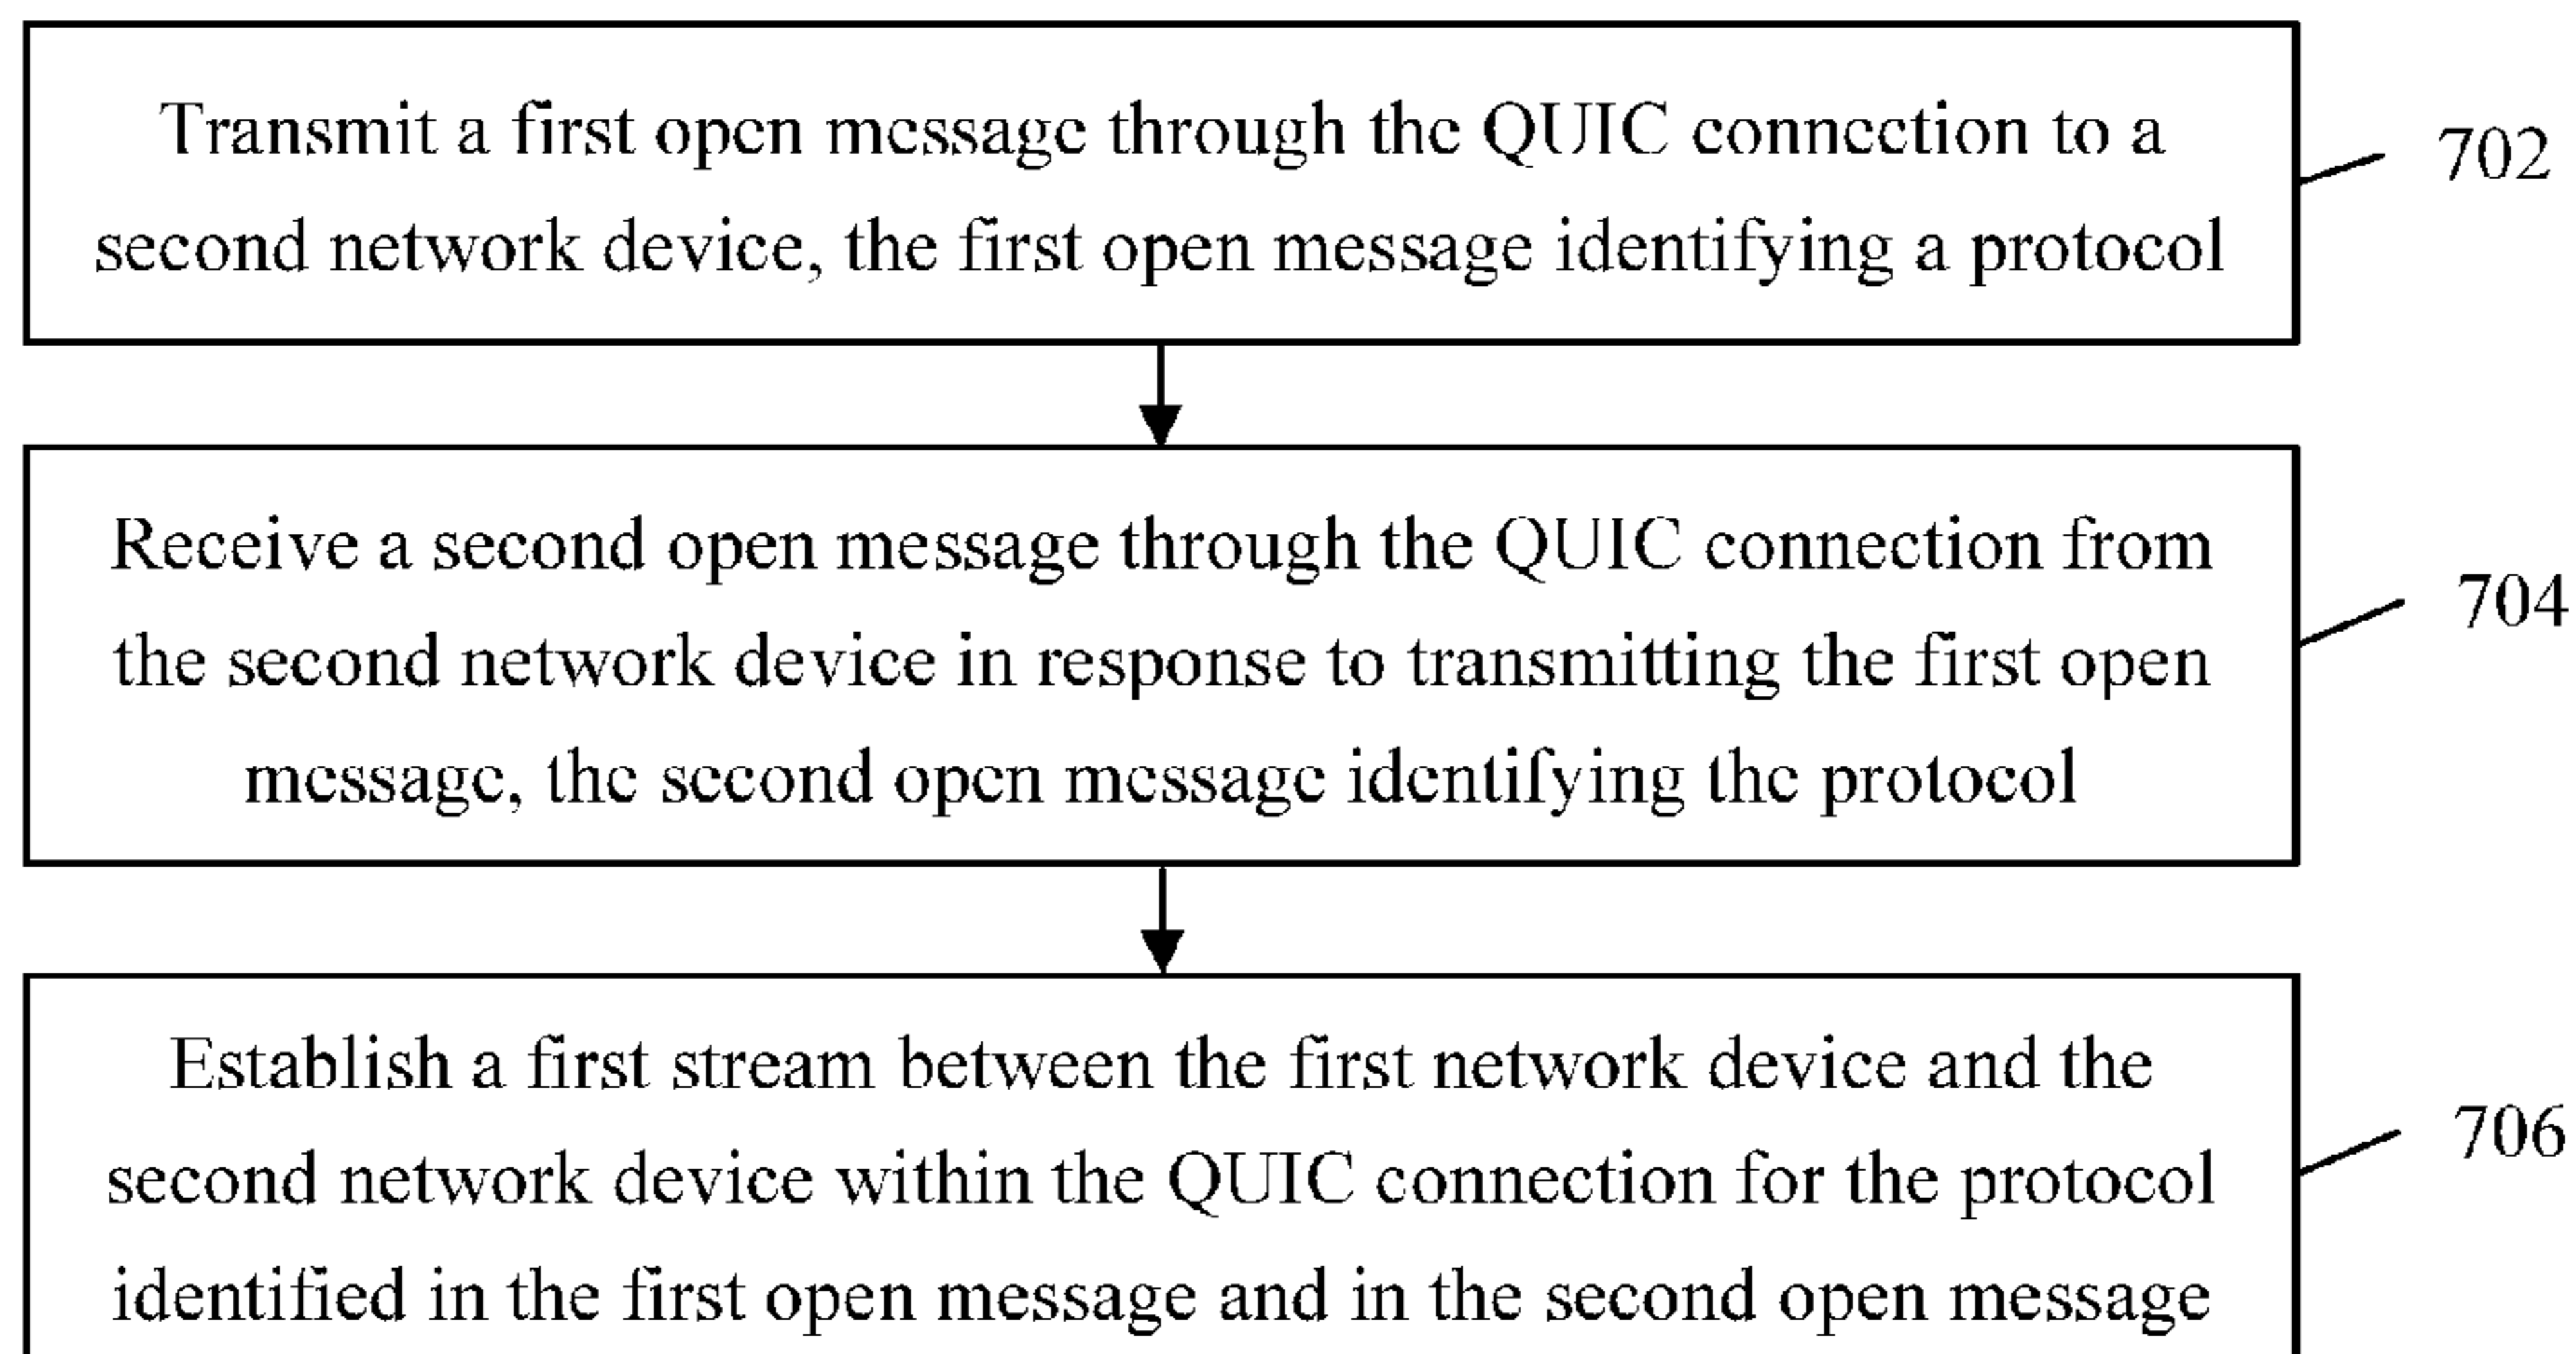 Transmit a first open message through the QUIC connection to a
second network device, the first open message identifying a protocol
702
Receive a second open message through the QUIC connection from
the second network device in response to transmitting the first open
message, the second open message identifying the protocol
704
Establish a first stream between the first network device and the
second network device within the QUIC connection for the protocol
identified in the first open message and in the second open message
706